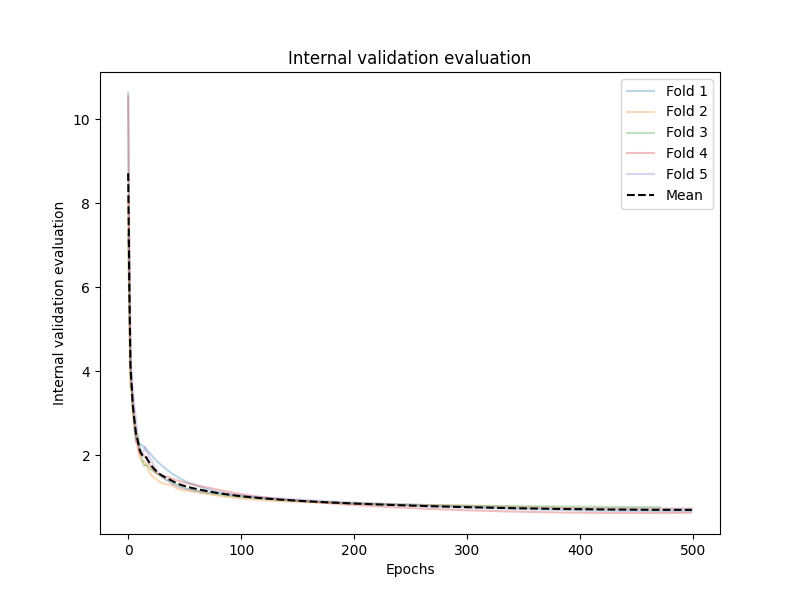 Internal validation evaluation
Internal validation evaluation
10
8
6
4
2
0
100
200
300
400
500
Epochs
Fold 1
Fold 2
Fold 3
Fold 4
Fold 5
Mean